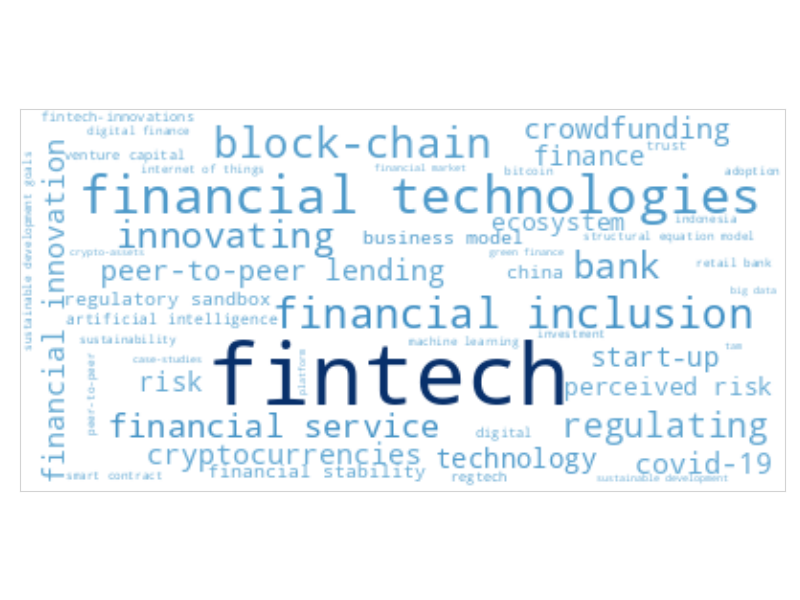 fintech-innovations
digital finance
block-chain
crowdfunding
venture capital
finance
trust
internet of things
financial market
bitcoin
adoption
financial technologies
innovating
business model
ecosystem
indonesia
structural equation model
crypto-assets
green finance
peer-to-peer lending
china
bank
retail bank
regulatory sandbox
big data
artificial intelligence
financial inclusion
sustainability
machine learning
investment
tam
case-studies
platform
fintech
start-up
risk
perceived risk
peer-to-peer
financial service
digital
regulating
cryptocurrencies
technology
covid-19
smart contract
financial stability
regtech
sustainable development
sustainable development goals
financial innovation